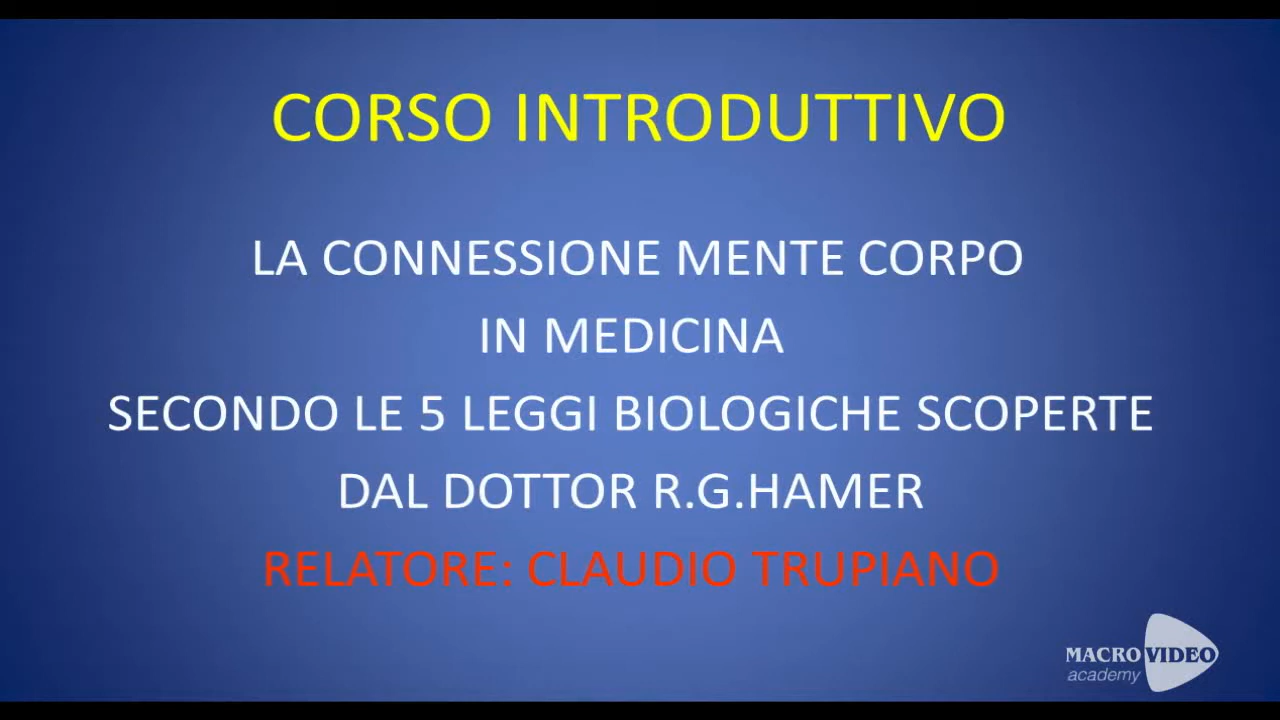 CORSO INTRODUTTIVO
LA CONNESSIONE MENTE CORPO
IN MEDICINA
SECONDO LE 5 LEGGI BIOLOGICHE SCOPERTE
DAL DOTTOR R.G.HAMER
RELATORE: CLAUDIO TRUPIANO
MACRO VIDEO
academy